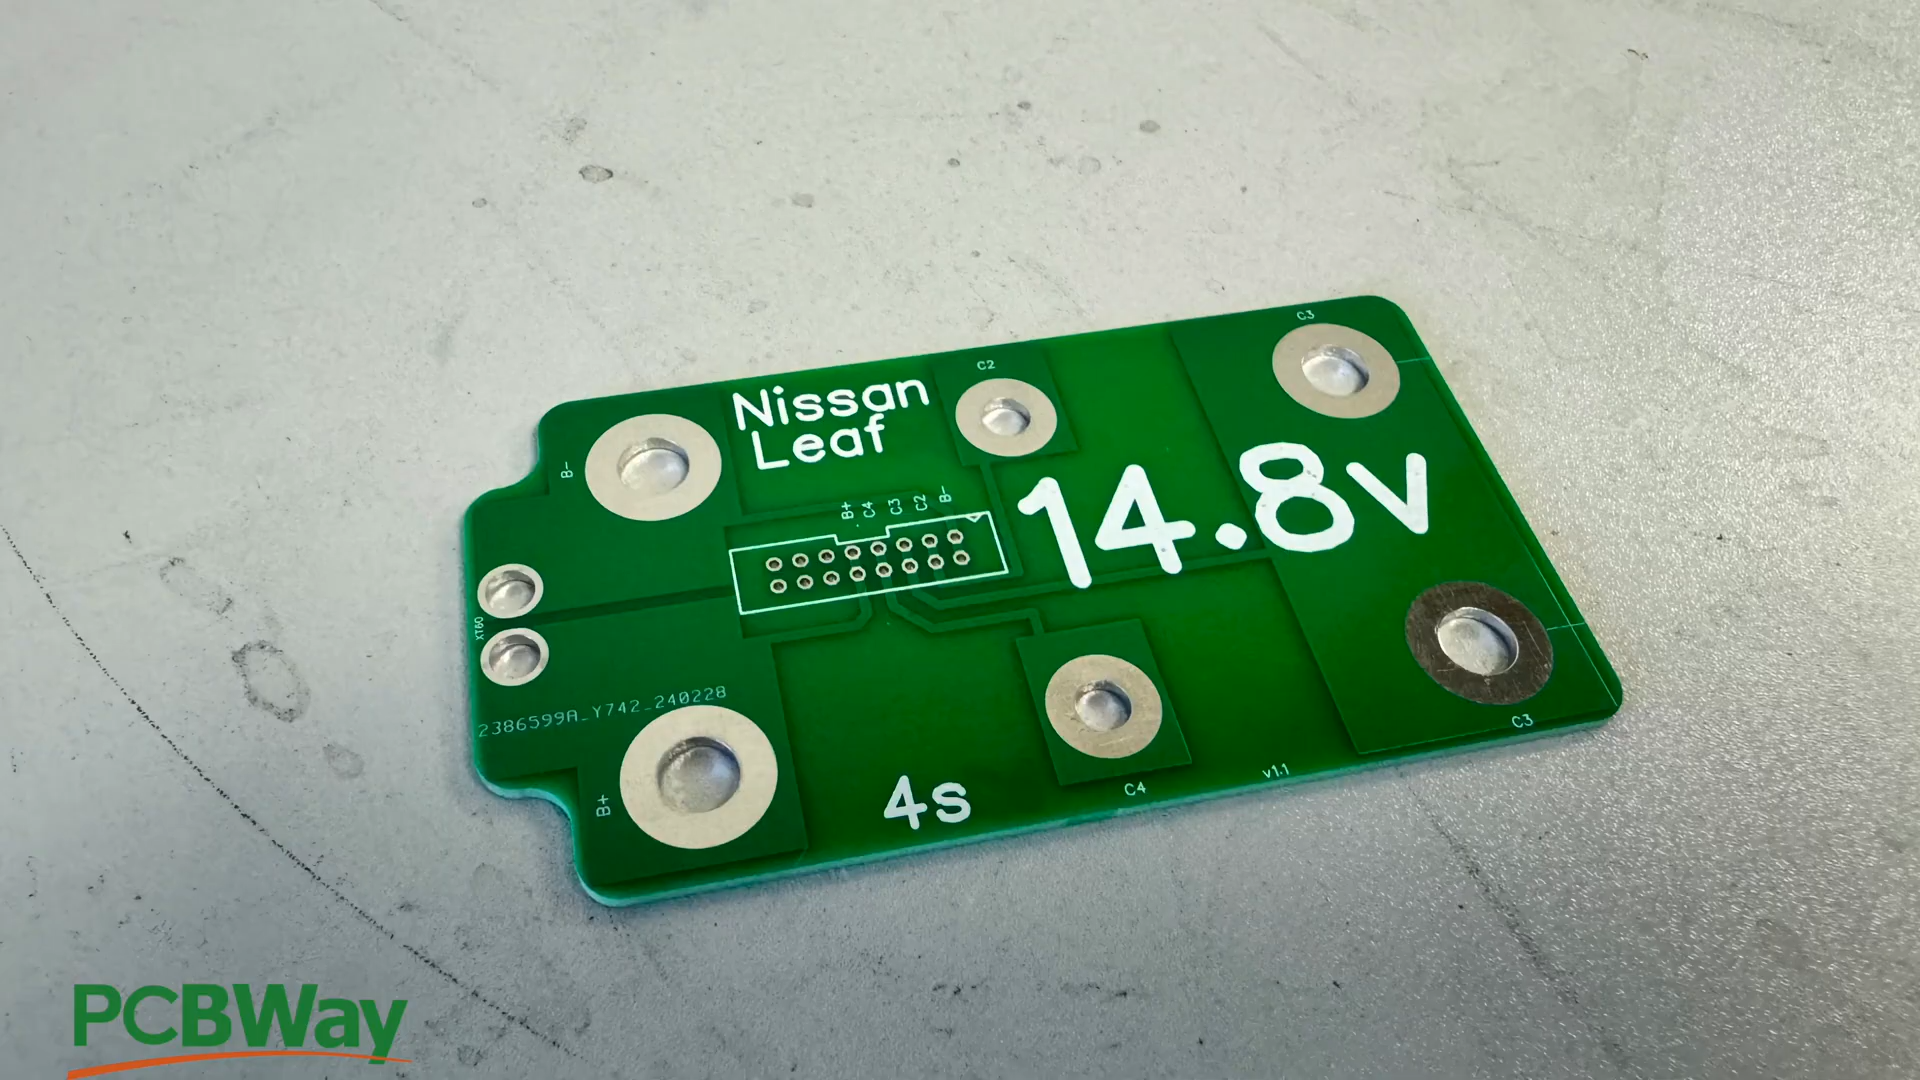 C3
C2
Nissan
Leaf
14.8v
B-
B+ C4 C3 C2 B-
XT60
2386599A_Y742_240228
B+
4s
C4
v1.1
C3
PCBWay